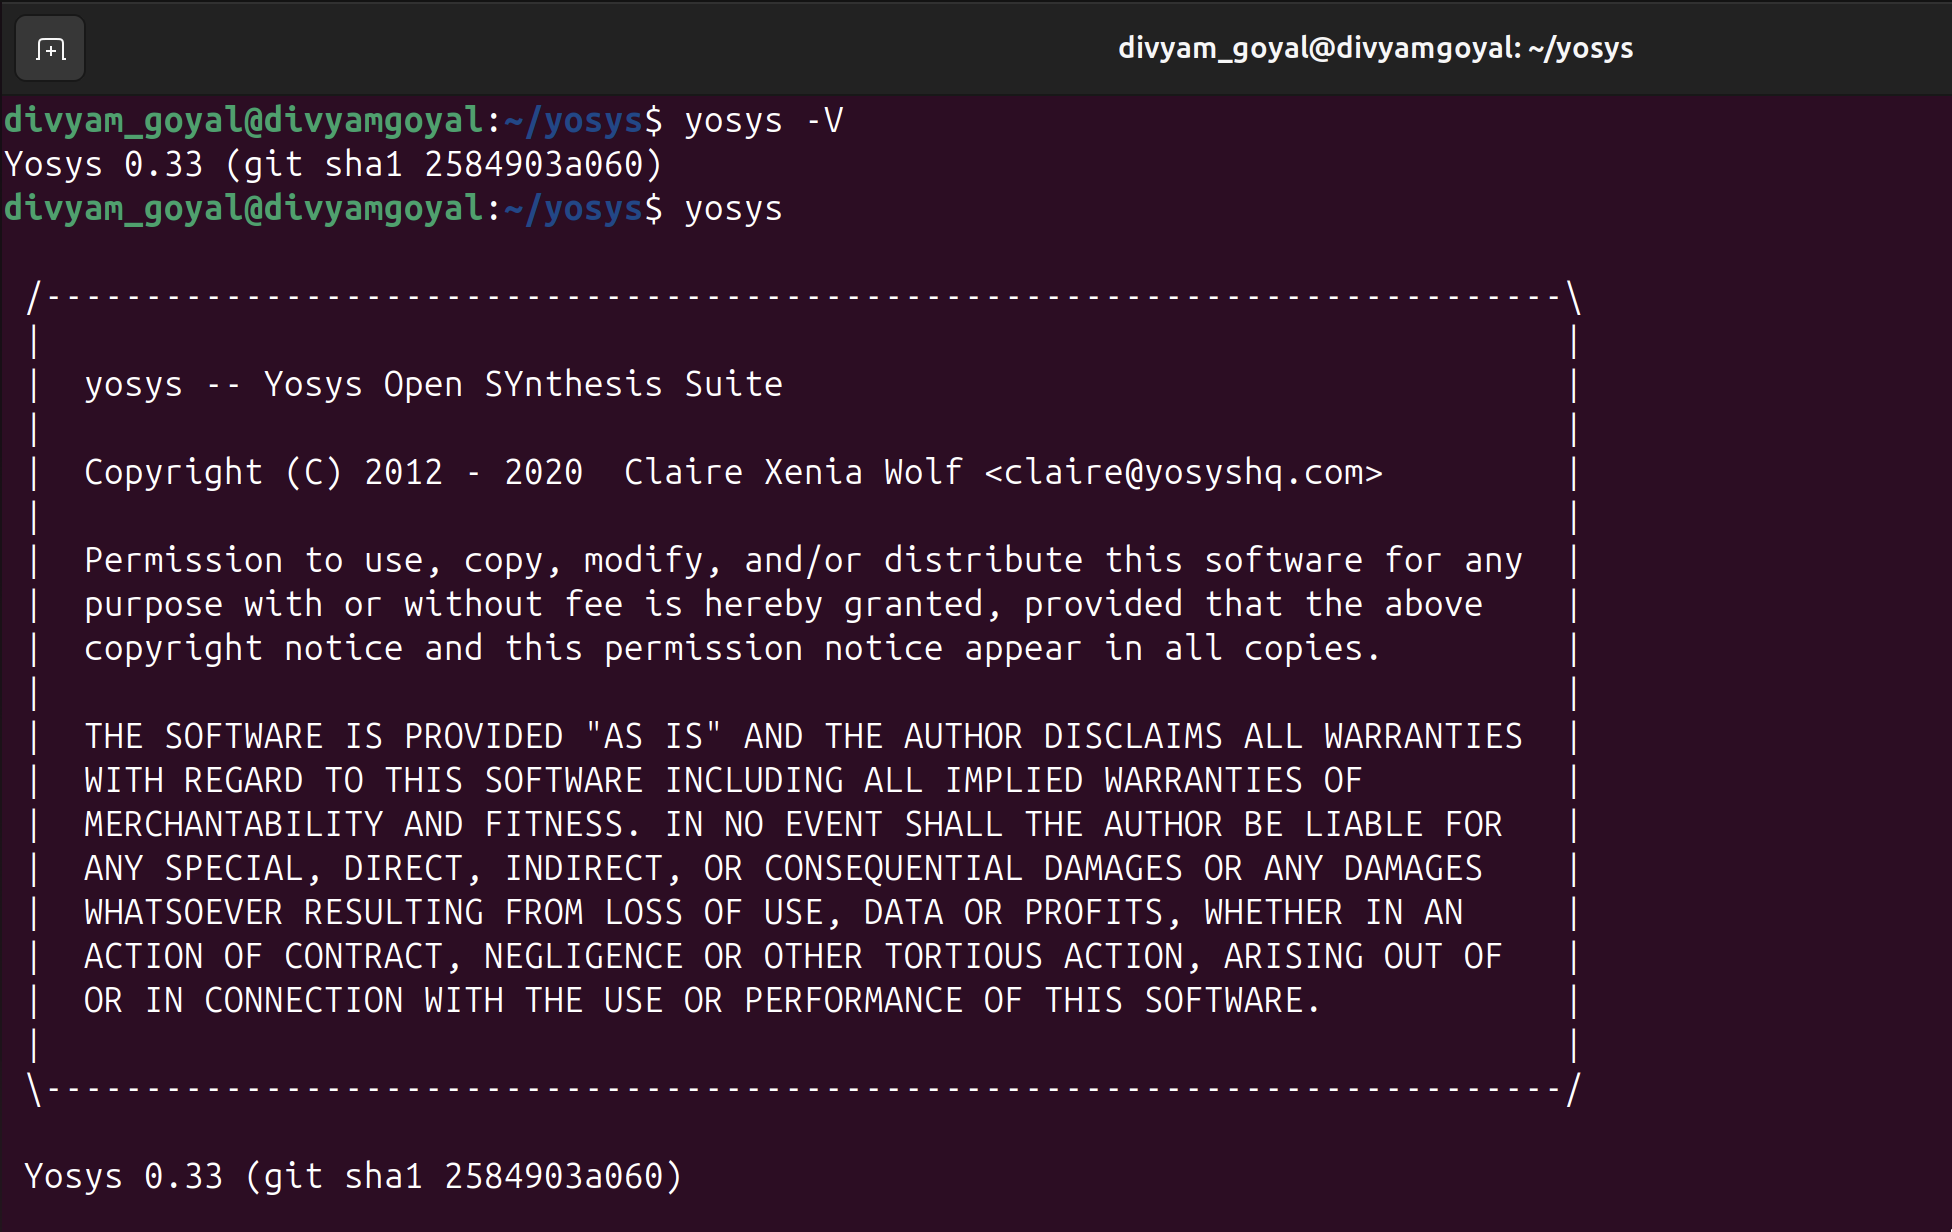 divyam_goyal@divyamgoyal: ~/yosys
divyam_goyal@divyamgoyal:~/yosys$ yosys -V
Yosys 0.33 (git sha1 2584903a060)
divyam_goyal@divyamgoyal:~/yosys$ yosys
/----------------------------------------------------------------------------\
|                                                                            |
|  yosys -- Yosys Open SYnthesis Suite                                       |
|                                                                            |
|  Copyright (C) 2012 - 2020  Claire Xenia Wolf <claire@yosyshq.com>         |
|                                                                            |
|  Permission to use, copy, modify, and/or distribute this software for any  |
|  purpose with or without fee is hereby granted, provided that the above    |
|  copyright notice and this permission notice appear in all copies.         |
|                                                                            |
|  THE SOFTWARE IS PROVIDED "AS IS" AND THE AUTHOR DISCLAIMS ALL WARRANTIES  |
|  WITH REGARD TO THIS SOFTWARE INCLUDING ALL IMPLIED WARRANTIES OF          |
|  MERCHANTABILITY AND FITNESS. IN NO EVENT SHALL THE AUTHOR BE LIABLE FOR   |
|  ANY SPECIAL, DIRECT, INDIRECT, OR CONSEQUENTIAL DAMAGES OR ANY DAMAGES    |
|  WHATSOEVER RESULTING FROM LOSS OF USE, DATA OR PROFITS, WHETHER IN AN     |
|  ACTION OF CONTRACT, NEGLIGENCE OR OTHER TORTIOUS ACTION, ARISING OUT OF   |
|  OR IN CONNECTION WITH THE USE OR PERFORMANCE OF THIS SOFTWARE.            |
|                                                                            |
\----------------------------------------------------------------------------/
Yosys 0.33 (git sha1 2584903a060)